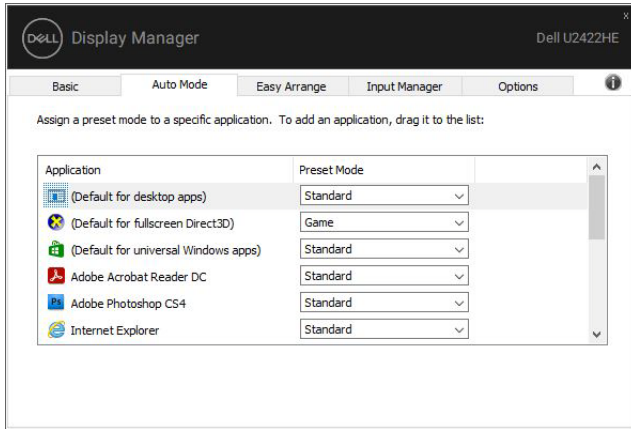 DELL Display Manager Dell U2422HE
x
Basic Auto Mode Easy Arrange Input Manager Options i
Assign a preset mode to a specific application. To add an application, drag it to the list:
Application Preset Mode
(Default for desktop apps) Standard
(Default for fullscreen Direct3D) Game
(Default for universal Windows apps) Standard
Adobe Acrobat Reader DC Standard
Ps Adobe Photoshop CS4 Standard
Internet Explorer Standard